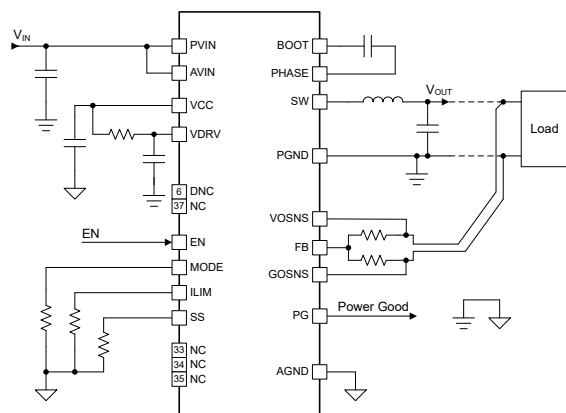 VIN
PVIN
AVIN
VCC
VDRV
6 DNC
37 NC
EN
EN
MODE
ILIM
SS
33 NC
34 NC
35 NC
BOOT
PHASE
SW
VOUT
Load
PGND
VOSNS
FB
GOSNS
PG
Power Good
AGND